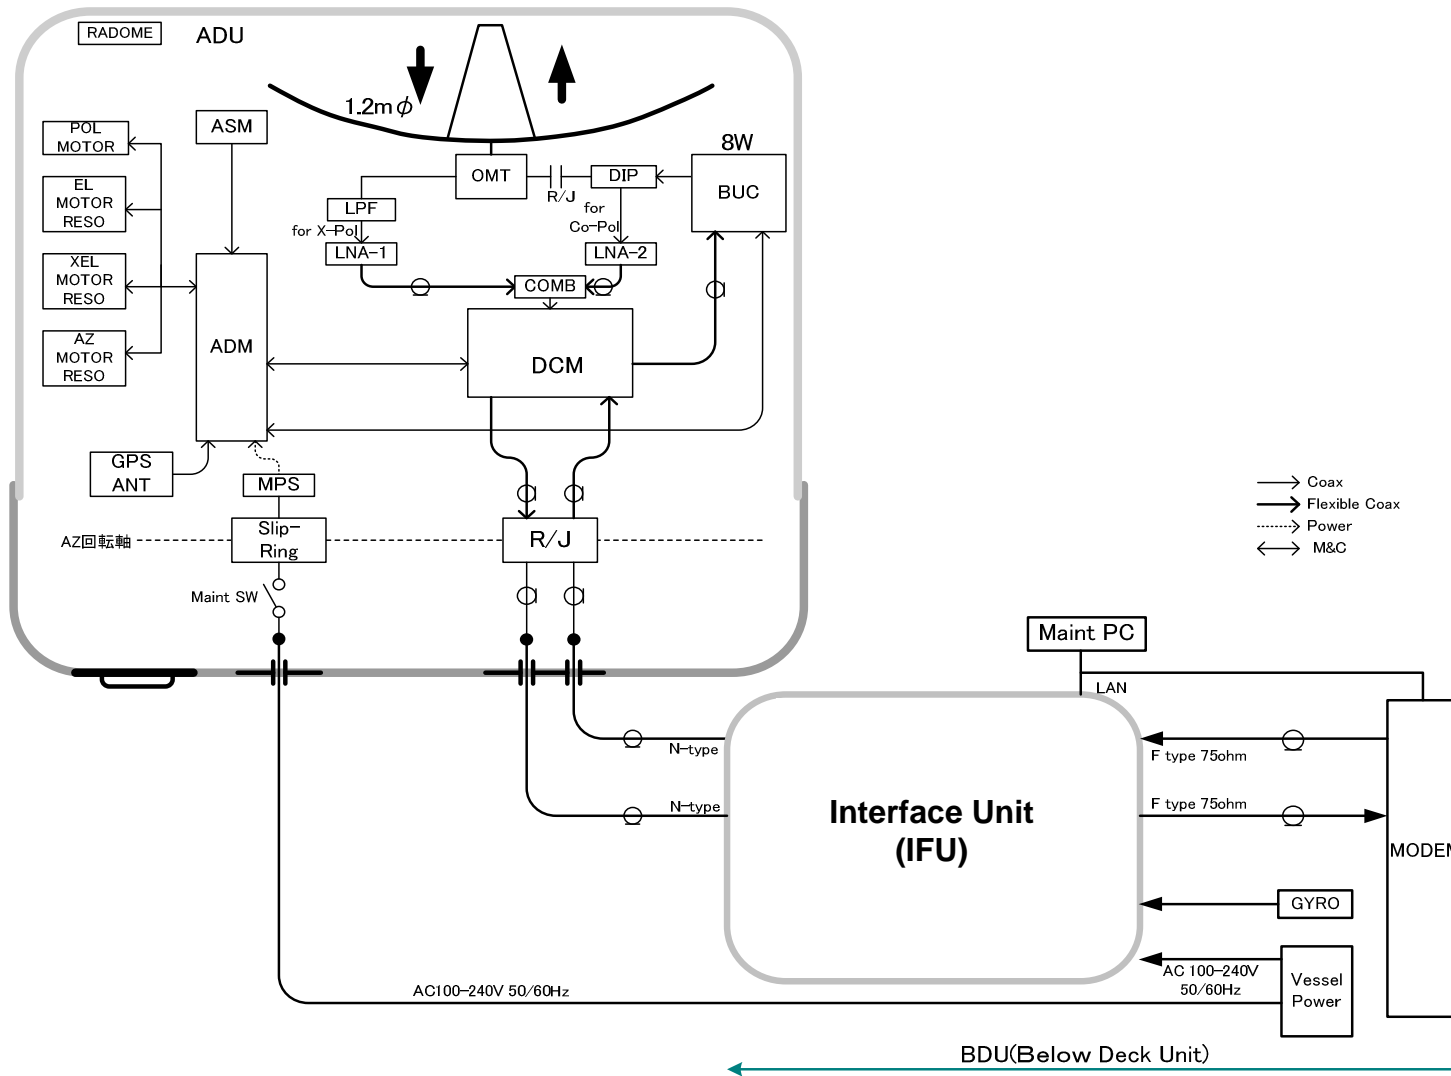 RADOME
ADU
1.2mφ
POL
MOTOR
ASM
8W
EL
MOTOR
RESO
OMT
R/J
DIP
BUC
LPF
for X-Pol
for
Co-Pol
LNA-1
LNA-2
XEL
MOTOR
RESO
COMB
AZ
MOTOR
RESO
ADM
DCM
GPS
ANT
MPS
Coax
Flexible Coax
Power
M&C
AZ回転軸
Slip-
Ring
R/J
Maint SW
Maint PC
LAN
N-type
F type 75ohm
N-type
F type 75ohm
Interface Unit
(IFU)
MODEM
GYRO
AC 100-240V
50/60Hz
Vessel
Power
AC100-240V 50/60Hz
BDU(Below Deck Unit)